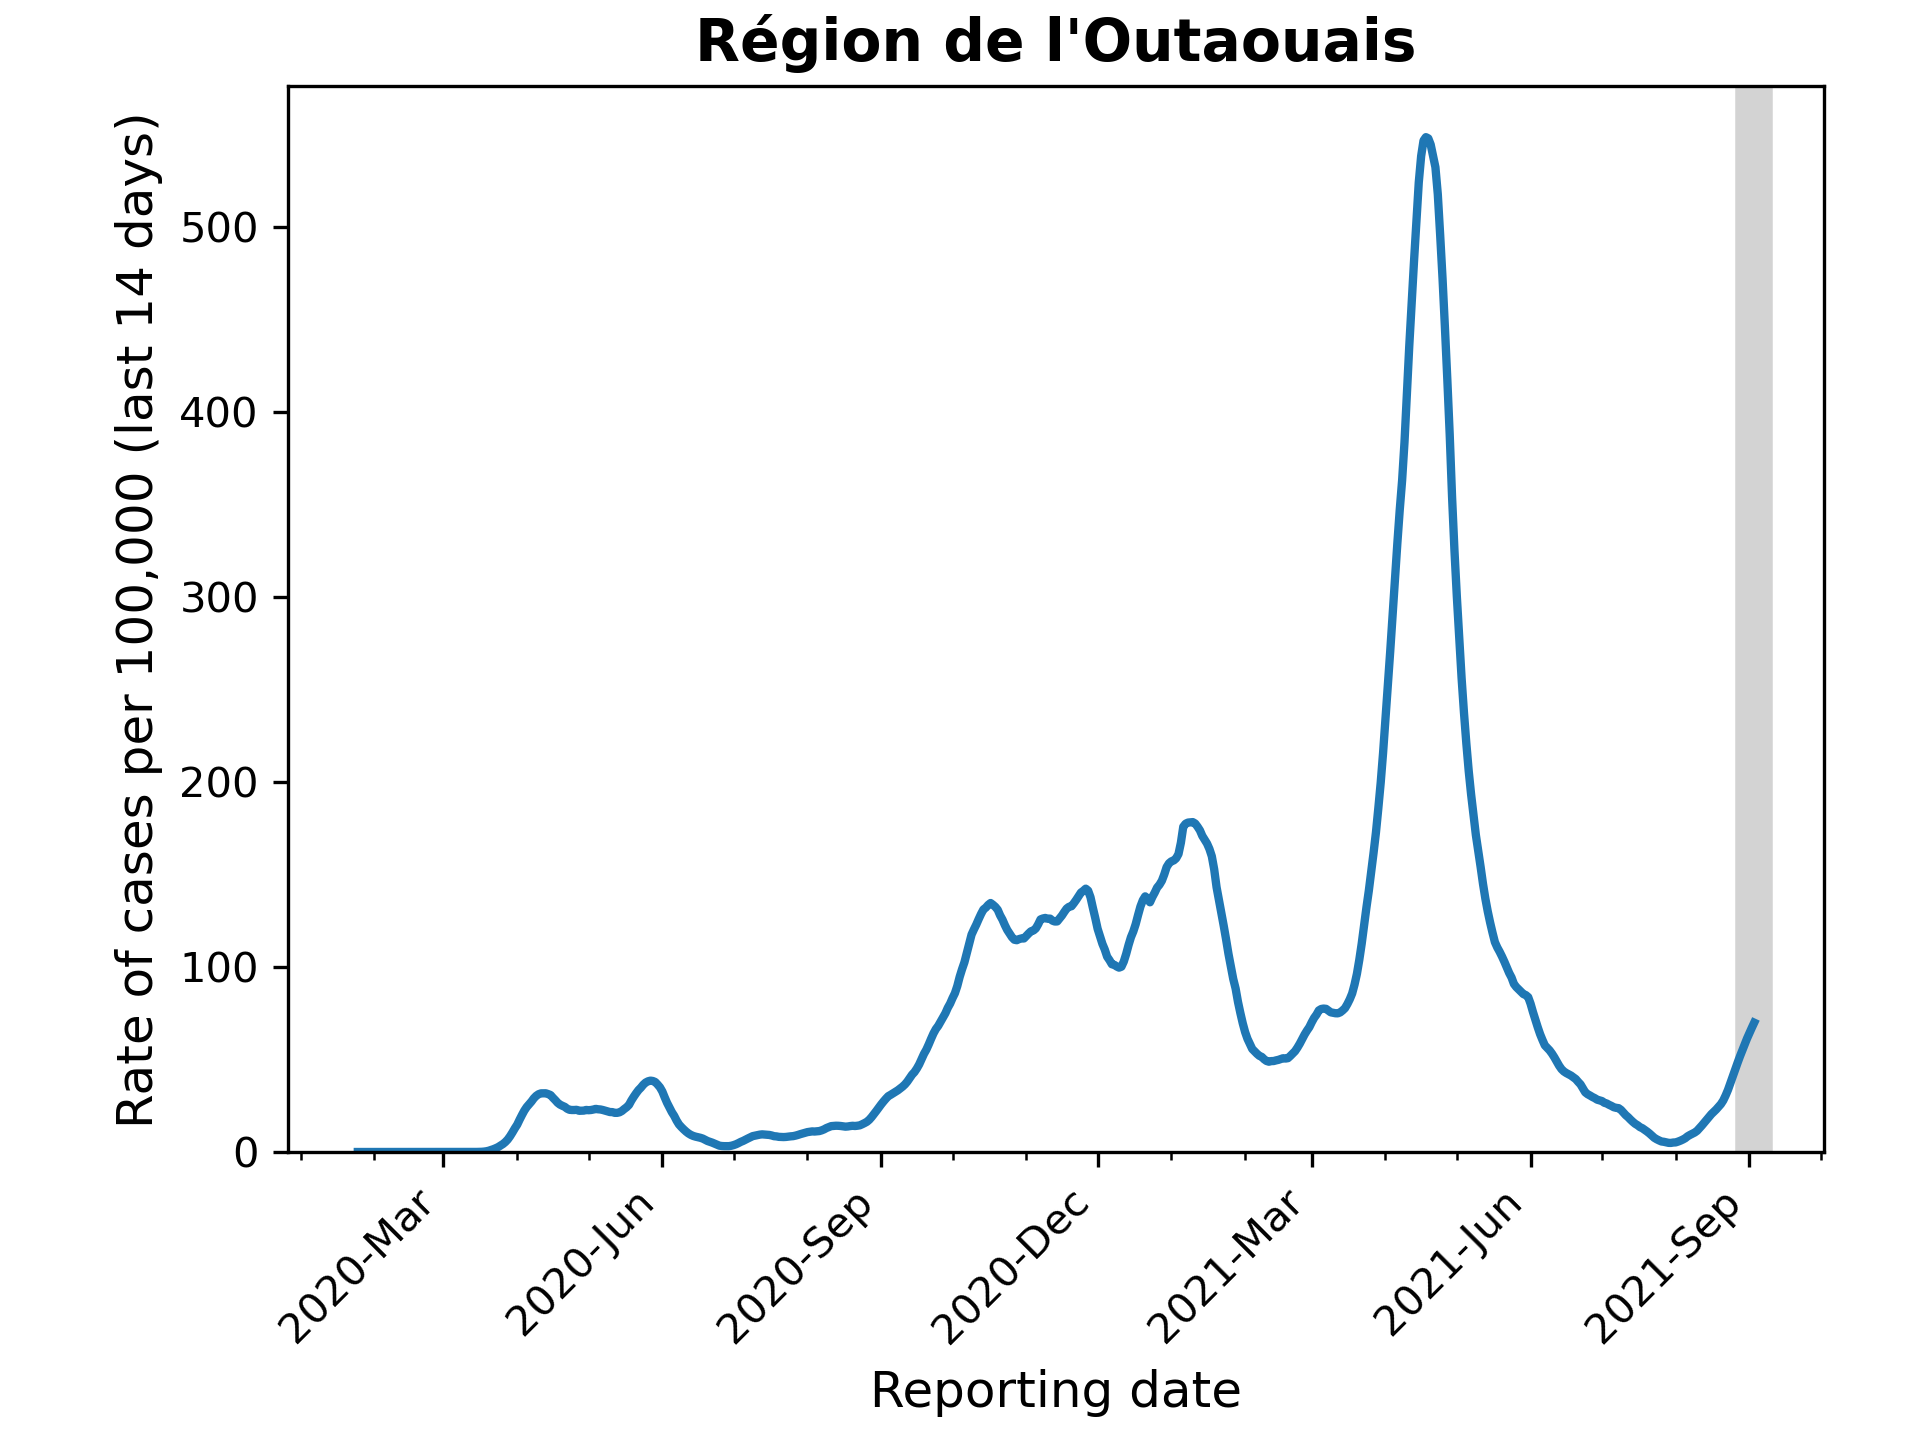 Région de l'Outaouais
Rate of cases per 100,000 (last 14 days)
500
400
300
200
100
0
2020-Mar
2020-Jun
2020-Sep
2020-Dec
2021-Mar
2021-Jun
2021-Sep
Reporting date